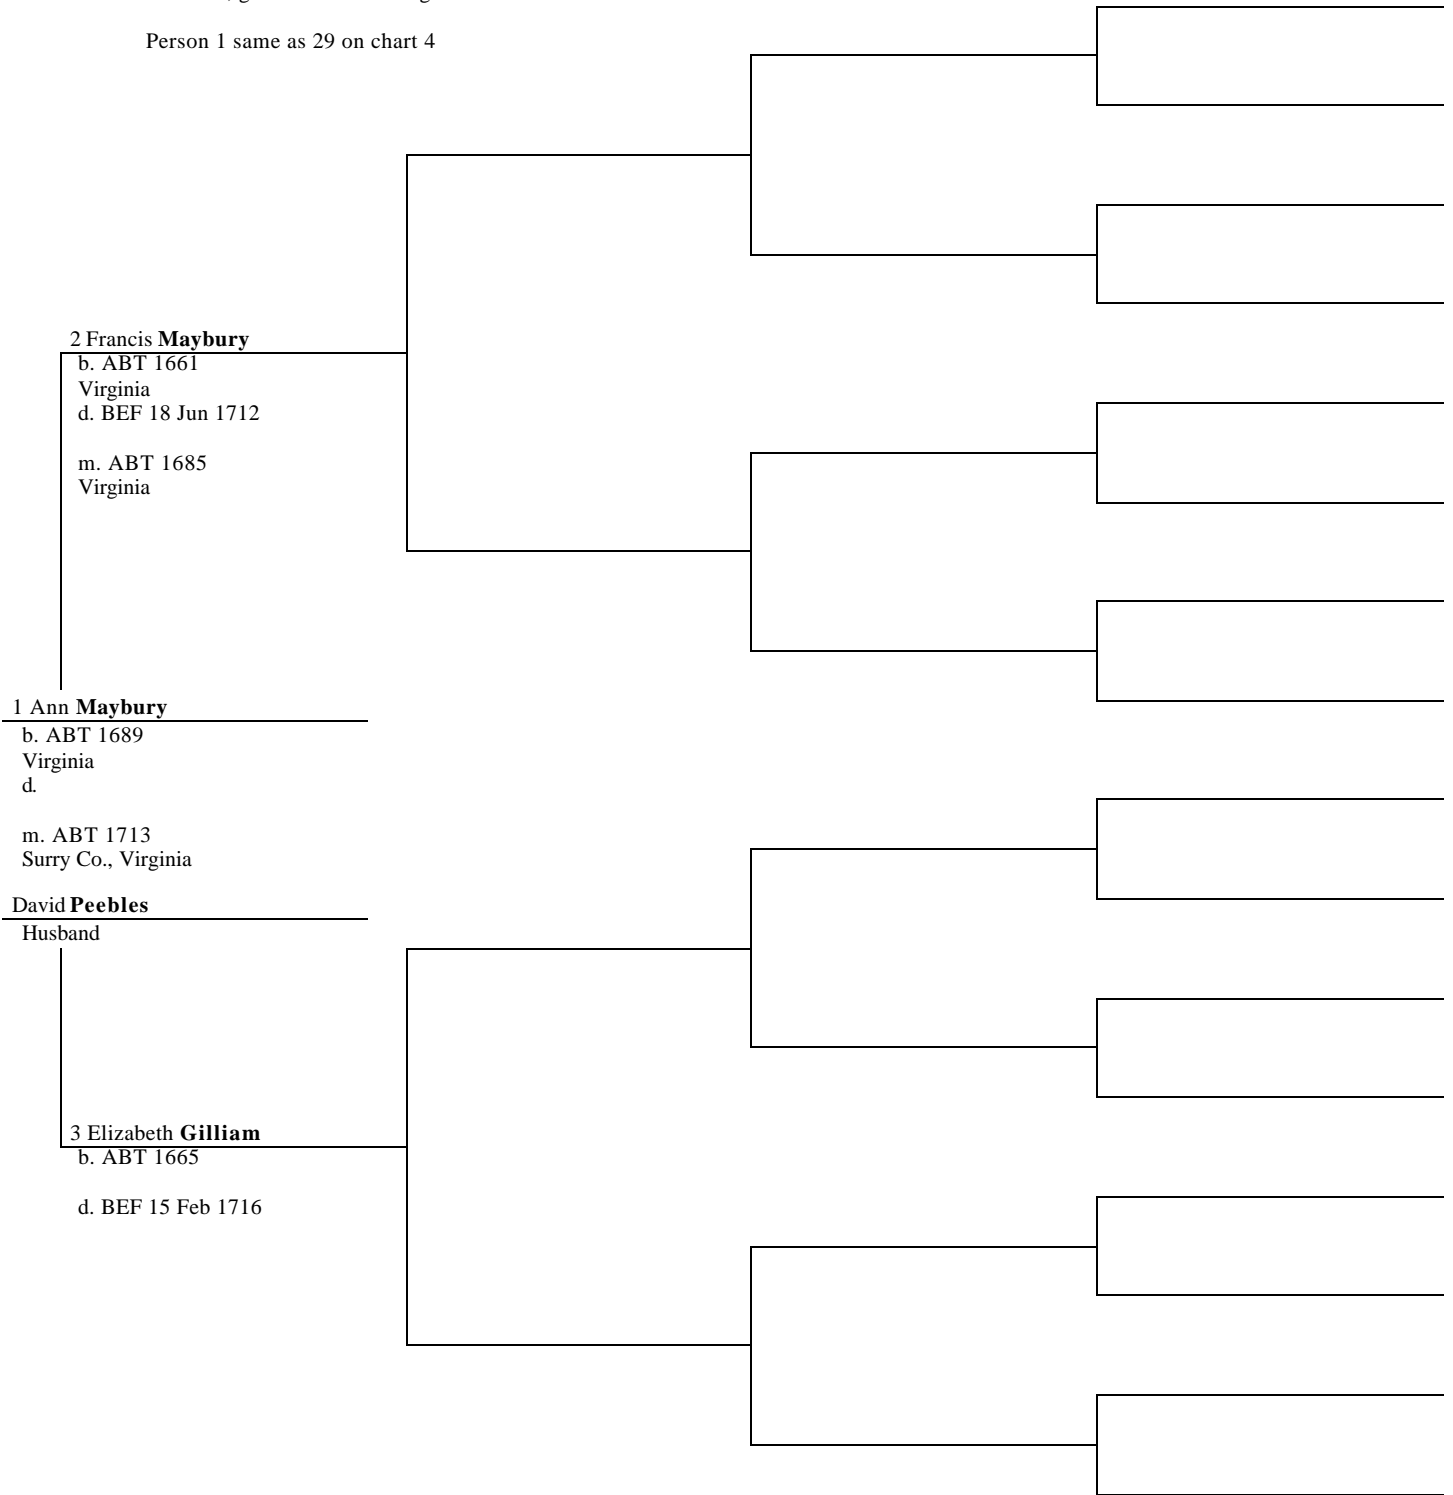 Person 1 same as 29 on chart 4
2 Francis Maybury
b. ABT 1661
Virginia
d. BEF 18 Jun 1712
m. ABT 1685
Virginia
1 Ann Maybury
b. ABT 1689
Virginia
d.
m. ABT 1713
Surry Co., Virginia
David Peebles
Husband
3 Elizabeth Gilliam
b. ABT 1665
d. BEF 15 Feb 1716